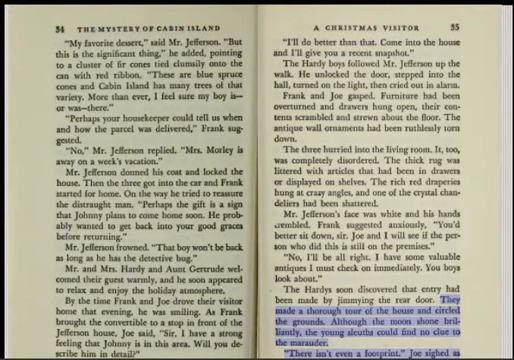 34 THE MYSTERY OF CABIN ISLAND
"My favorite dessert," said Mr. Jefferson. "But
this is the significant thing," he added, pointing
to a cluster of fir cones tied clumsily onto the
can with red ribbon. "These are blue spruce
cones and Cabin Island has many trees of that
variety. More than ever, I feel sure my boy is—
or was—there."
"Perhaps your housekeeper could tell us when
and how the parcel was delivered," Frank sug-
gested.
"No," Mr. Jefferson replied. "Mrs. Morley is
away on a week's vacation."
Mr. Jefferson donned his coat and locked the
house. Then the three got into the car and Frank
started for home. On the way he tried to reassure
the distraught man. "Perhaps the gift is a sign
that Johnny plans to come home soon. He prob-
ably wanted to get back into your good graces
before returning."
Mr. Jefferson frowned. "That boy won't be back
as long as he has the detective bug."
Mr. and Mrs. Hardy and Aunt Gertrude wel-
comed their guest warmly, and he soon appeared
to relax and enjoy the holiday atmosphere.
By the time Frank and Joe drove their visitor
home that evening, he was smiling. As Frank
brought the convertible to a stop in front of the
Jefferson house, Joe said, "Sir, I have a strong
feeling that Johnny is in this area. Will you de-
scribe him in detail?"
A CHRISTMAS VISITOR 35
"I'll do better than that. Come into the house
and I'll give you a recent snapshot."
The Hardy boys followed Mr. Jefferson up the
walk. He unlocked the door, stepped into the
hall, turned on the light, then cried out in alarm.
Frank and Joe gasped. Furniture had been
overturned and drawers hung open, their con-
tents scrambled and strewn about the floor. The
antique wall ornaments had been ruthlessly torn
down.
The three hurried into the living room. It, too,
was completely disordered. The thick rug was
littered with articles that had been in drawers
or displayed on shelves. The rich red draperies
hung at crazy angles, and one of the crystal chan-
deliers had been shattered.
Mr. Jefferson's face was white and his hands
trembled. Frank suggested anxiously, "You'd
better sit down, sir. Joe and I will see if the per-
son who did this is still on the premises."
"No, I'll be all right. I have some valuable
antiques I must check on immediately. You boys
look about."
The Hardys soon discovered that entry had
been made by jimmying the rear door. They
made a thorough tour of the house and circled
the grounds. Although the moon shone bril-
liantly, the young sleuths could find no clue to
the marauder.
"There isn't even a footprint," Joe sighed as